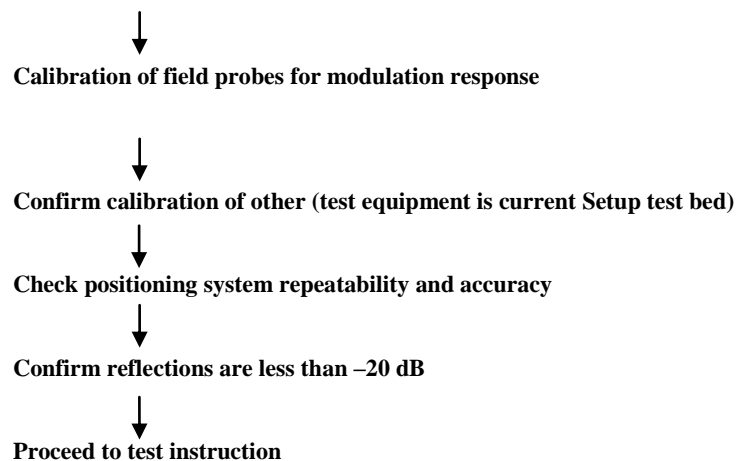 Calibration of field probes for modulation response
Confirm calibration of other (test equipment is current Setup test bed)
Check positioning system repeatability and accuracy
Confirm reflections are less than –20 dB
Proceed to test instruction